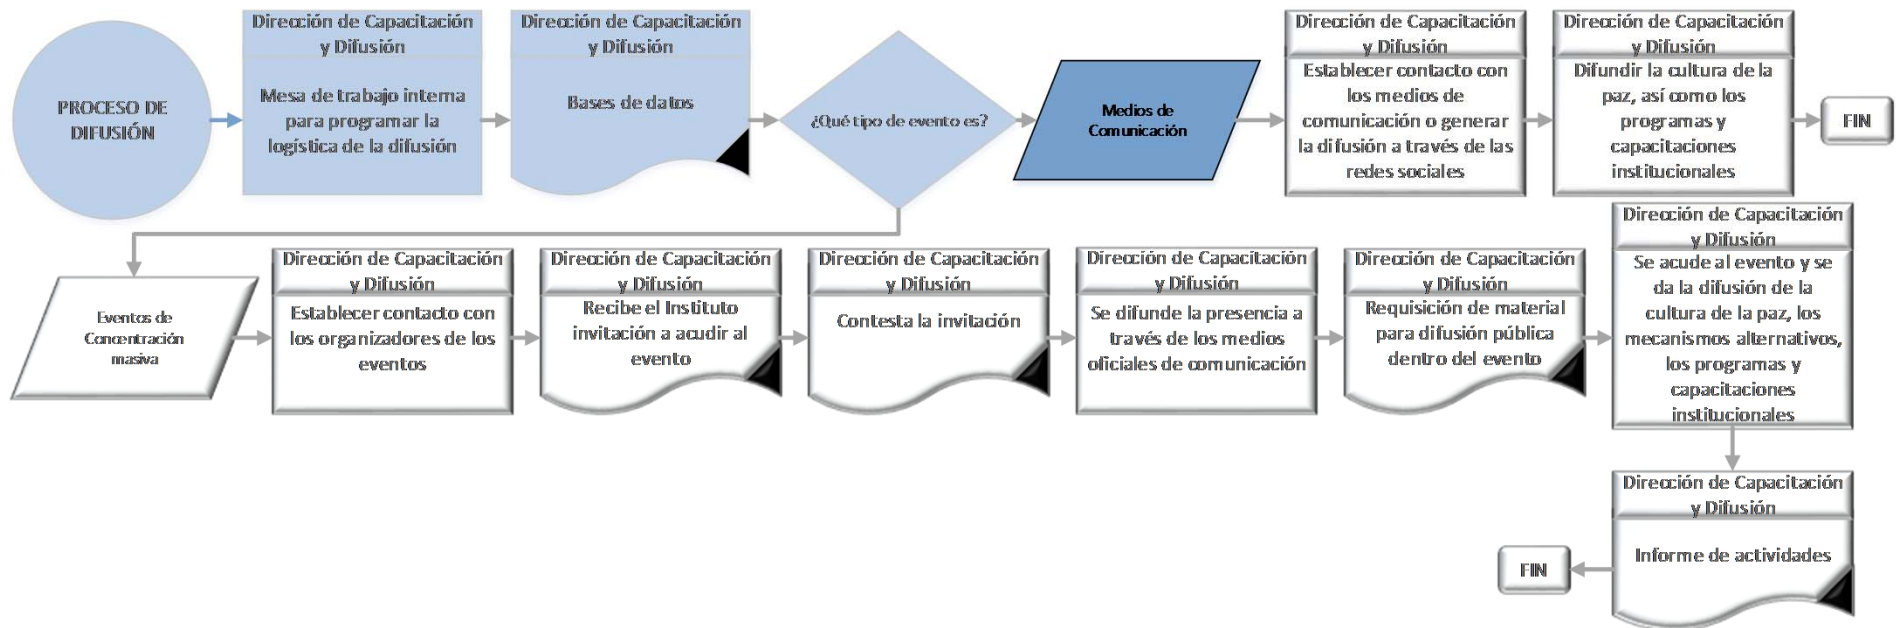 PROCESO DE
DIFUSIÓN
Dirección de Capacitación
y Difusión
Mesa de trabajo interna
para programar la
logística de la difusión
Dirección de Capacitación
y Difusión
Bases de datos
¿Qué tipo de evento es?
Medios de
Comunicación
Dirección de Capacitación
y Difusión
Establecer contacto con
los medios de
comunicación o generar
la difusión a través de las
redes sociales
Dirección de Capacitación
y Difusión
Difundir la cultura de la
paz, así como los
programas y
capacitaciones
institucionales
FIN
Eventos de
Concentración
masiva
Dirección de Capacitación
y Difusión
Establecer contacto con
los organizadores de los
eventos
Dirección de Capacitación
y Difusión
Recibe el Instituto
invitación a acudir al
evento
Dirección de Capacitación
y Difusión
Contesta la invitación
Dirección de Capacitación
y Difusión
Se difunde la presencia a
través de los medios
oficiales de comunicación
Dirección de Capacitación
y Difusión
Requisición de material
para difusión pública
dentro del evento
Dirección de Capacitación
y Difusión
Se acude al evento y se
da la difusión de la
cultura de la paz, los
mecanismos alternativos,
los programas y
capacitaciones
institucionales
Dirección de Capacitación
y Difusión
Informe de actividades
FIN